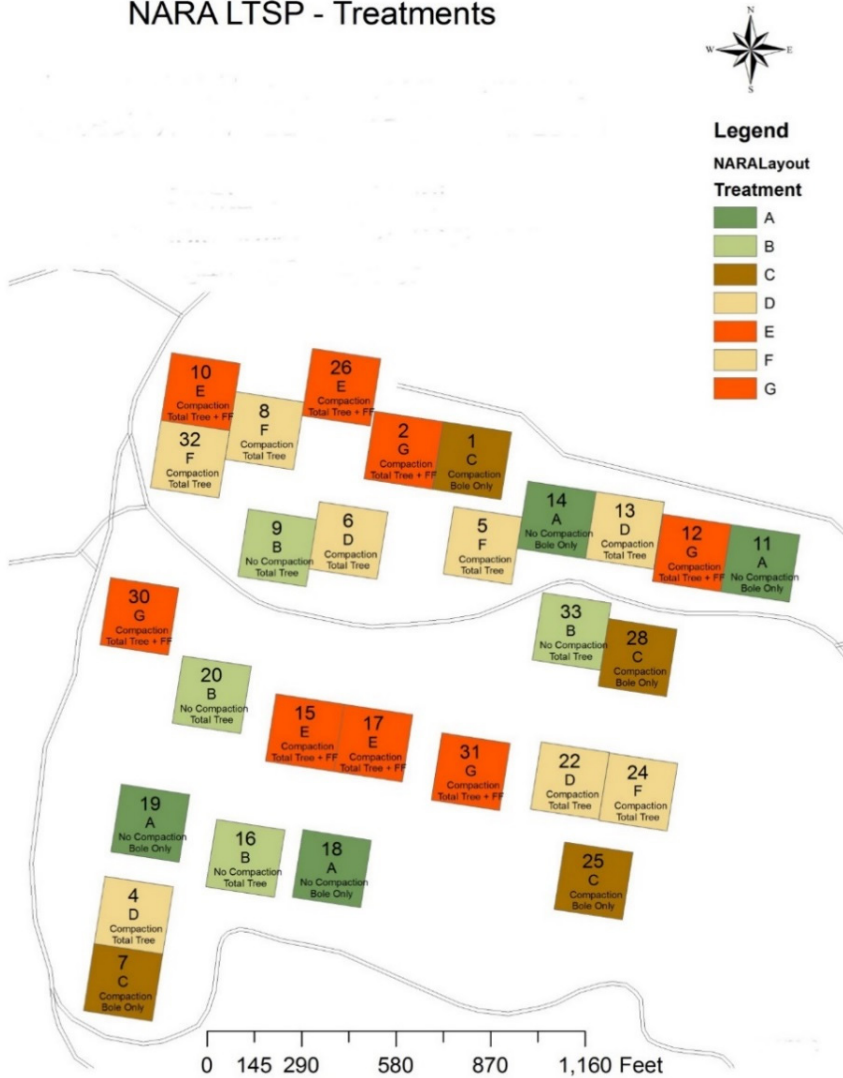 NARA LTSP - Treatments
N
W
E
S
Legend
NARALayout
Treatment
A
B
C
D
E
F
G
10
E
Compaction
Total Tree + FF
26
E
Compaction
Total Tree + FF
8
F
Compaction
Total Tree
32
F
Compaction
Total Tree
2
G
Compaction
Total Tree + FF
1
C
Compaction
Bole Only
9
B
No Compaction
Total Tree
6
D
Compaction
Total Tree
5
F
Compaction
Total Tree
14
A
No Compaction
Bole Only
13
D
Compaction
Total Tree
12
G
Compaction
Total Tree + FF
11
A
No Compaction
Bole Only
30
G
Compaction
Total Tree + FF
33
B
No Compaction
Total Tree
28
C
Compaction
Bole Only
20
B
No Compaction
Total Tree
15
E
Compaction
Total Tree + FF
17
E
Compaction
Total Tree + FF
31
G
Compaction
Total Tree + FF
22
D
Compaction
Total Tree
24
F
Compaction
Total Tree
19
A
No Compaction
Bole Only
16
B
No Compaction
Total Tree
18
A
No Compaction
Bole Only
25
C
Compaction
Bole Only
4
D
Compaction
Total Tree
7
C
Compaction
Bole Only
0 145 290 580 870 1,160 Feet